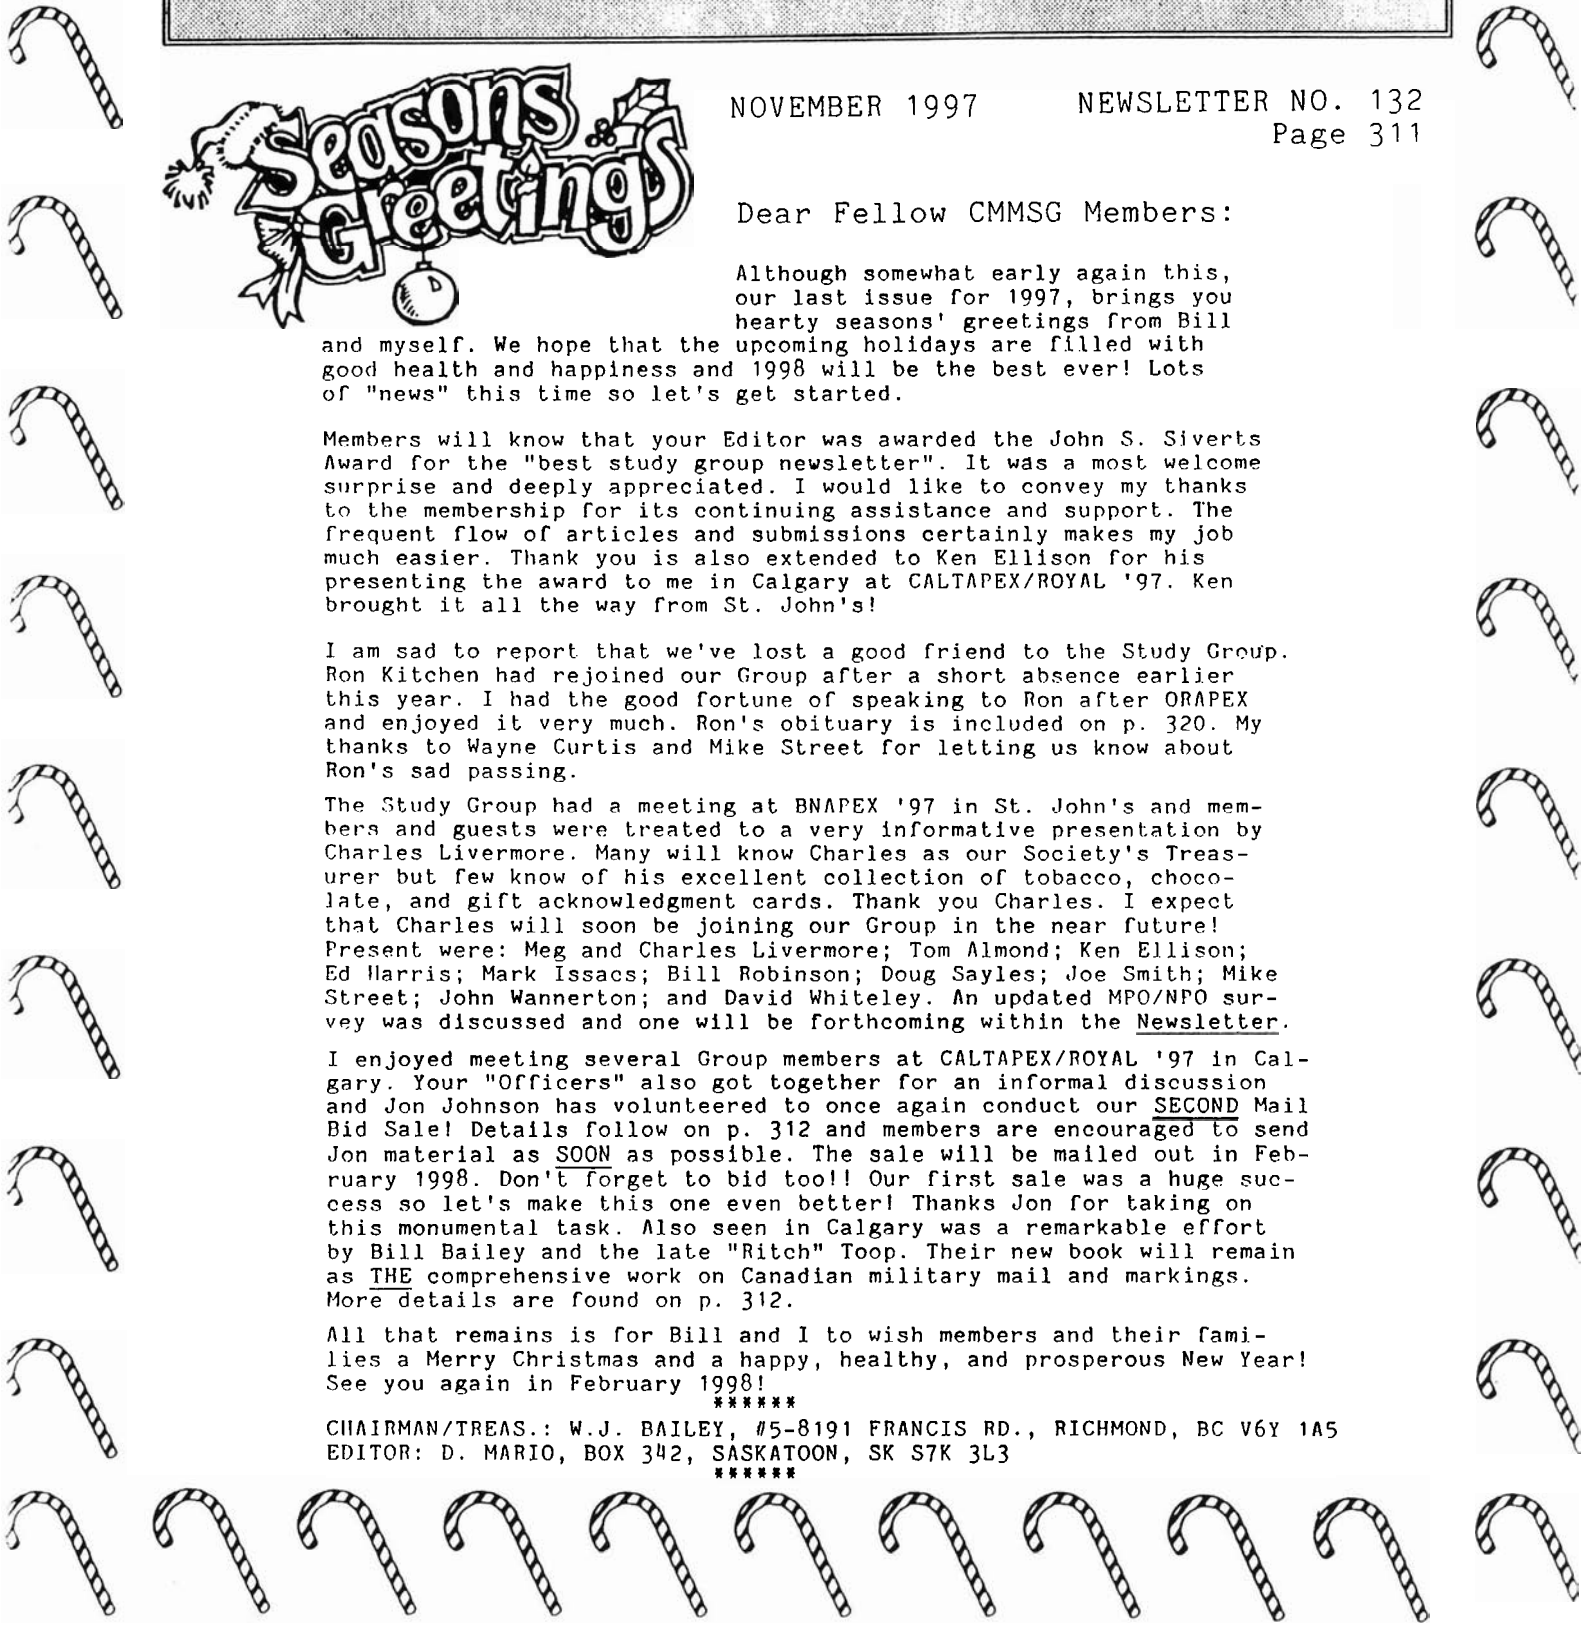 Seasons
Greetings
NOVEMBER 1997 NEWSLETTER NO. 132
Page 311
Dear Fellow CMMSG Members:
Although somewhat early again this,
our last issue for 1997, brings you
hearty seasons' greetings from Bill
and myself. We hope that the upcoming holidays are filled with
good health and happiness and 1998 will be the best ever! Lots
of "news" this time so let's get started.
Members will know that your Editor was awarded the John S. Siverts
Award for the "best study group newsletter". It was a most welcome
surprise and deeply appreciated. I would like to convey my thanks
to the membership for its continuing assistance and support. The
frequent flow of articles and submissions certainly makes my job
much easier. Thank you is also extended to Ken Ellison for his
presenting the award to me in Calgary at CALTAPEX/ROYAL '97. Ken
brought it all the way from St. John's!
I am sad to report that we've lost a good friend to the Study Group.
Ron Kitchen had rejoined our Group after a short absence earlier
this year. I had the good fortune of speaking to Ron after ORAPEX
and enjoyed it very much. Ron's obituary is included on p. 320. My
thanks to Wayne Curtis and Mike Street for letting us know about
Ron's sad passing.
The Study Group had a meeting at BNAPEX '97 in St. John's and mem-
bers and guests were treated to a very informative presentation by
Charles Livermore. Many will know Charles as our Society's Treas-
urer but few know of his excellent collection of tobacco, choco-
late, and gift acknowledgment cards. Thank you Charles. I expect
that Charles will soon be joining our Group in the near future!
Present were: Meg and Charles Livermore; Tom Almond; Ken Ellison;
Ed Harris; Mark Issacs; Bill Robinson; Doug Sayles; Joe Smith; Mike
Street; John Wannerton; and David Whiteley. An updated MPO/NPO sur-
vey was discussed and one will be forthcoming within the Newsletter.
I enjoyed meeting several Group members at CALTAPEX/ROYAL '97 in Cal-
gary. Your "Officers" also got together for an informal discussion
and Jon Johnson has volunteered to once again conduct our SECOND Mail
Bid Sale! Details follow on p. 312 and members are encouraged to send
Jon material as SOON as possible. The sale will be mailed out in Feb-
ruary 1998. Don't forget to bid too!! Our first sale was a huge suc-
cess so let's make this one even better! Thanks Jon for taking on
this monumental task. Also seen in Calgary was a remarkable effort
by Bill Bailey and the late "Ritch" Toop. Their new book will remain
as THE comprehensive work on Canadian military mail and markings.
More details are found on p. 312.
All that remains is for Bill and I to wish members and their fami-
lies a Merry Christmas and a happy, healthy, and prosperous New Year!
See you again in February 1998!
******
CHAIRMAN/TREAS.: W.J. BAILEY, #5-8191 FRANCIS RD., RICHMOND, BC V6Y 1A5
EDITOR: D. MARIO, BOX 342, SASKATOON, SK S7K 3L3
******